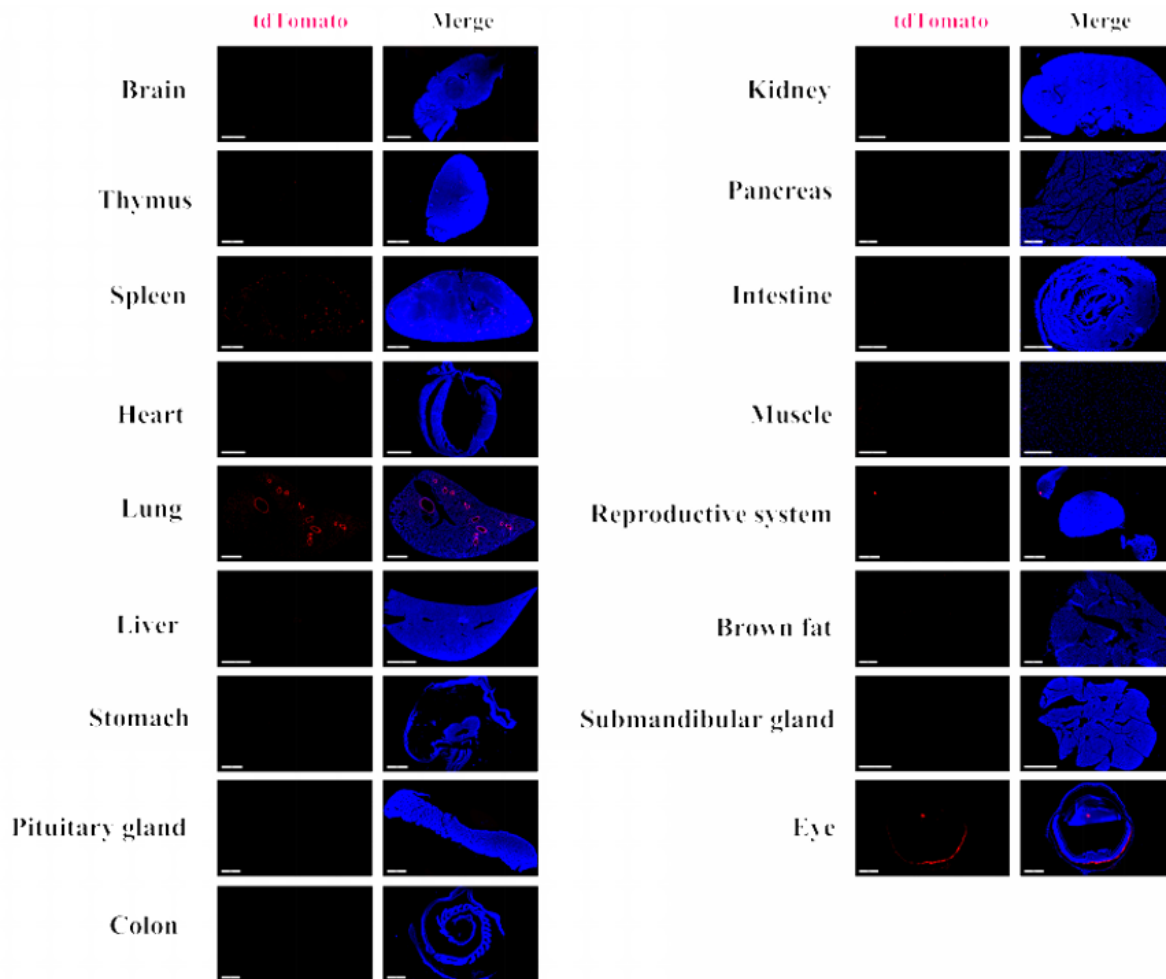 tdTomato Merge tdTomato Merge
Brain Kidney
Thymus Pancreas
Spleen Intestine
Heart Muscle
Lung Reproductive system
Liver Brown fat
Stomach Submandibular gland
Pituitary gland Eye
Colon